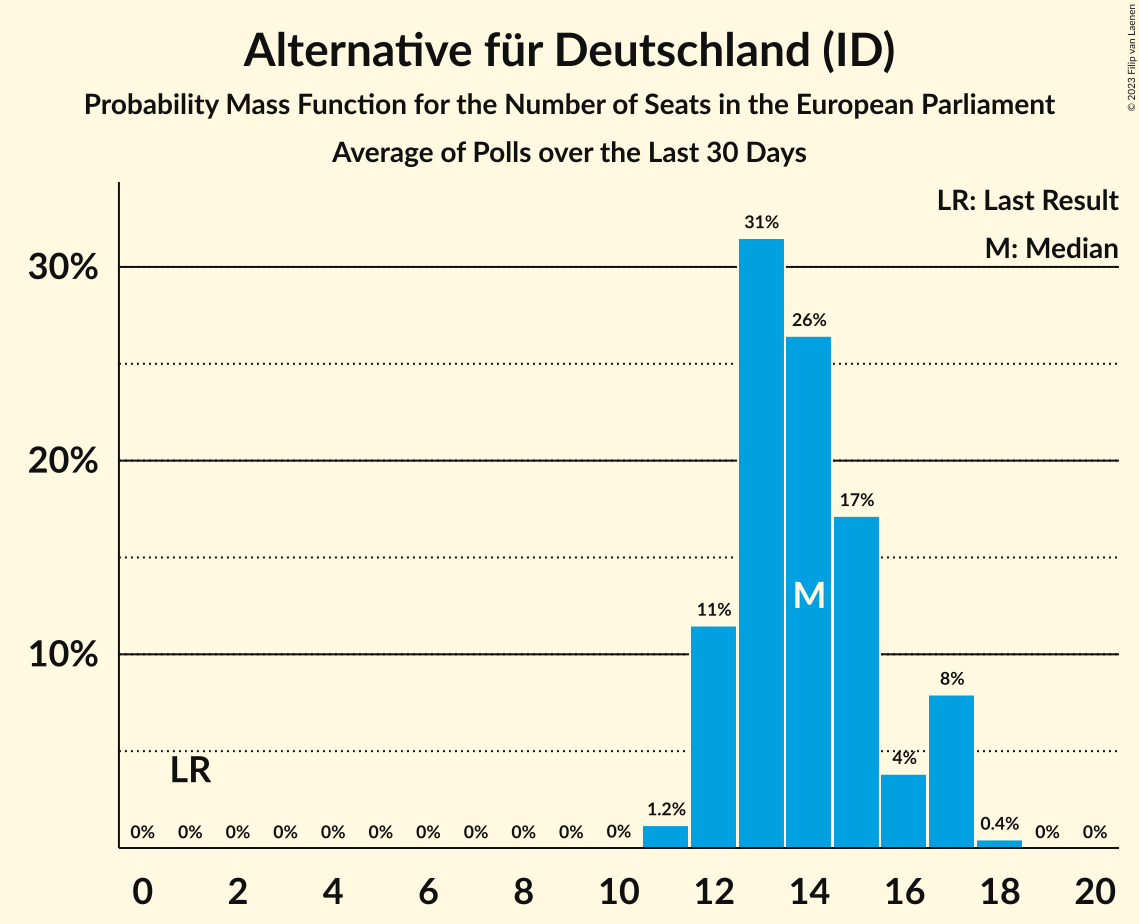 Alternative für Deutschland (ID)
Probability Mass Function for the Number of Seats in the European Parliament
Average of Polls over the Last 30 Days
© 2023 Filip van Laenen
LR: Last Result
M: Median
30%
20%
10%
31%
26%
17%
11%
8%
4%
1.2%
0.4%
M
LR
0% 0% 0% 0% 0% 0% 0% 0% 0% 0% 0% 0% 0%
0 2 4 6 8 10 12 14 16 18 20